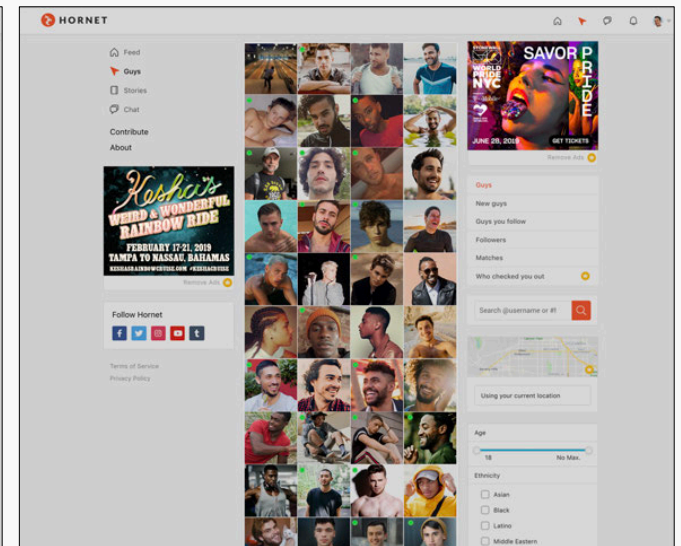 HORNET
Feed
Guys
Stories
Chat
Contribute
About
Kesha's
WEIRD & WONDERFUL
RAINBOW RIDE
FEBRUARY 17-21, 2019
TAMPA TO NASSAU, BAHAMAS
KESHASRAINBOWCRUISE.COM #KESHACRUISE
Remove Ads
Follow Hornet
Terms of Service
Privacy Policy
WORLD
PRIDE
NYC
SAVOR PRIDE
JUNE 28, 2019
GET TICKETS
Remove Ads
Guys
New guys
Guys you follow
Followers
Matches
Who checked you out
Search @username or #!
Using your current location
Age
18
No Max.
Ethnicity
Asian
Black
Latino
Middle Eastern